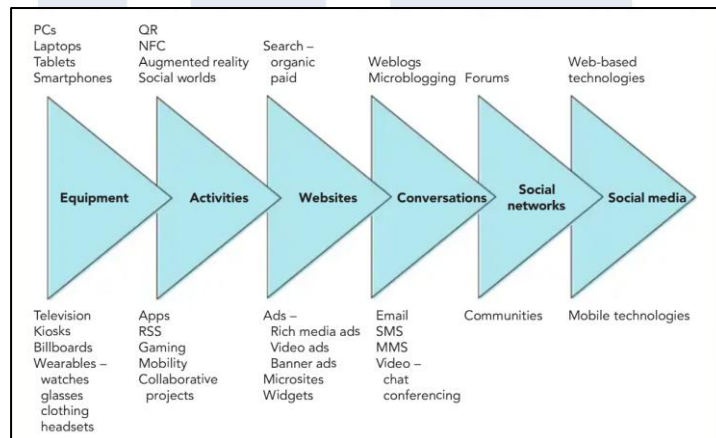 PCs
Laptops
Tablets
Smartphones
QR
NFC
Augmented reality
Social worlds
Search –
organic
paid
Weblogs
Microblogging
Forums
Web-based
technologies
Equipment
Activities
Websites
Conversations
Social
networks
Social media
Television
Kiosks
Billboards
Wearables –
watches
glasses
clothing
headsets
Apps
RSS
Gaming
Mobility
Collaborative
projects
Ads –
Rich media ads
Video ads
Banner ads
Microsites
Widgets
Email
SMS
MMS
Video –
chat
conferencing
Communities
Mobile technologies